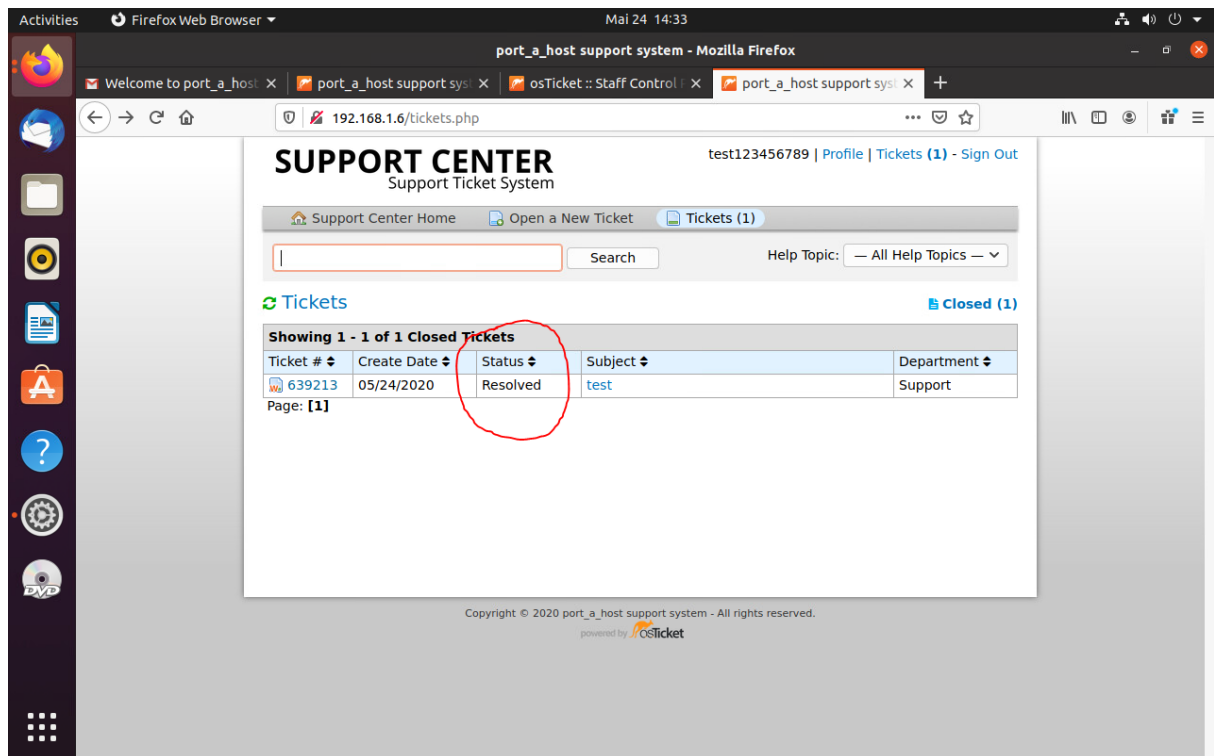 Activities Firefox Web Browser Mai 24 14:33
port_a_host support system - Mozilla Firefox
Welcome to port_a_host port_a_host support sys osTicket :: Staff Control port_a_host support sys
192.168.1.6/tickets.php
SUPPORT CENTER
Support Ticket System
test123456789 | Profile | Tickets (1) - Sign Out
Support Center Home Open a New Ticket Tickets (1)
Search Help Topic: — All Help Topics —
Tickets Closed (1)
Showing 1 - 1 of 1 Closed Tickets
Ticket # Create Date Status Subject Department
639213 05/24/2020 Resolved test Support
Page: [1]
Copyright © 2020 port_a_host support system - All rights reserved.
powered by osTicket
DVD